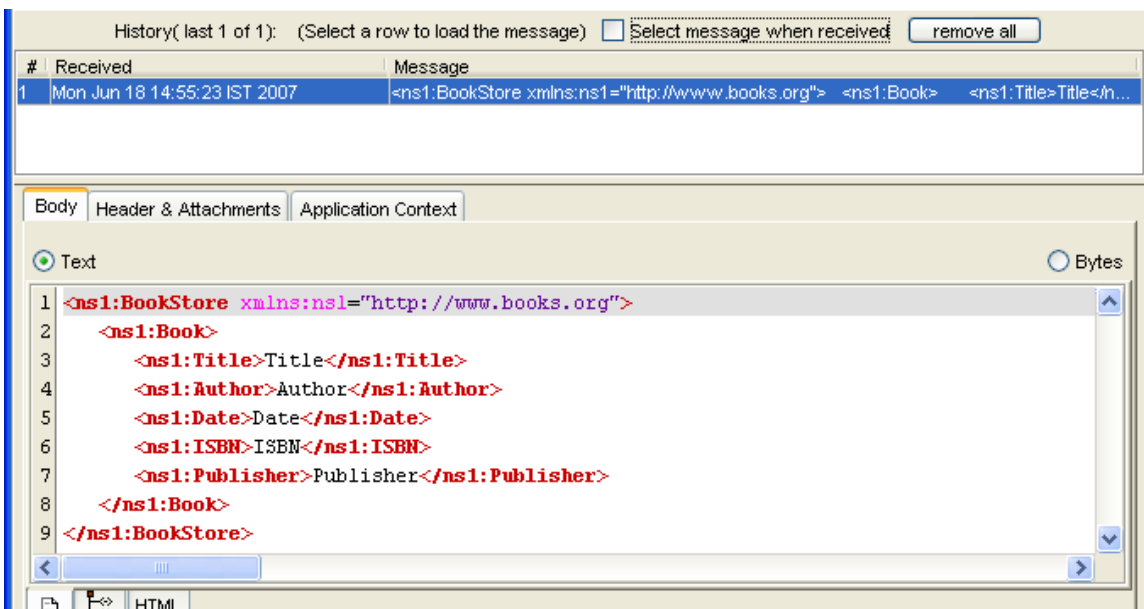 History( last 1 of 1): (Select a row to load the message) Select message when received remove all
# Received Message
1 Mon Jun 18 14:55:23 IST 2007 <ns1:BookStore xmlns:ns1="http://www.books.org"> <ns1:Book> <ns1:Title>Title</n...
Body Header & Attachments Application Context
Text Bytes
1 <ns1:BookStore xmlns:ns1="http://www.books.org">
2 <ns1:Book>
3 <ns1:Title>Title</ns1:Title>
4 <ns1:Author>Author</ns1:Author>
5 <ns1:Date>Date</ns1:Date>
6 <ns1:ISBN>ISBN</ns1:ISBN>
7 <ns1:Publisher>Publisher</ns1:Publisher>
8 </ns1:Book>
9 </ns1:BookStore>
HTML